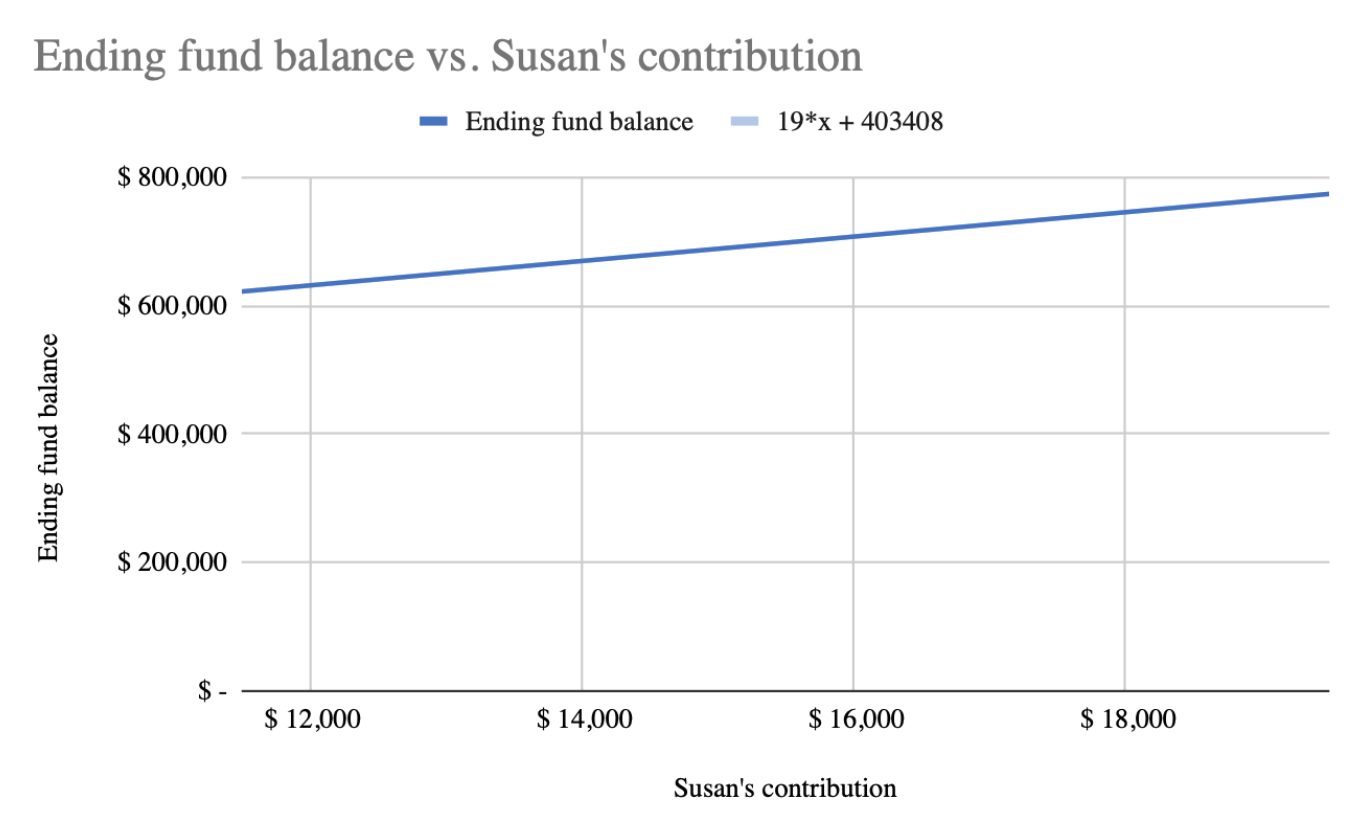 Ending fund balance vs. Susan's contribution
Ending fund balance 19*x + 403408
$ 800,000
$ 600,000
$ 400,000
$ 200,000
$ -
Ending fund balance
$ 12,000 $ 14,000 $ 16,000 $ 18,000
Susan's contribution